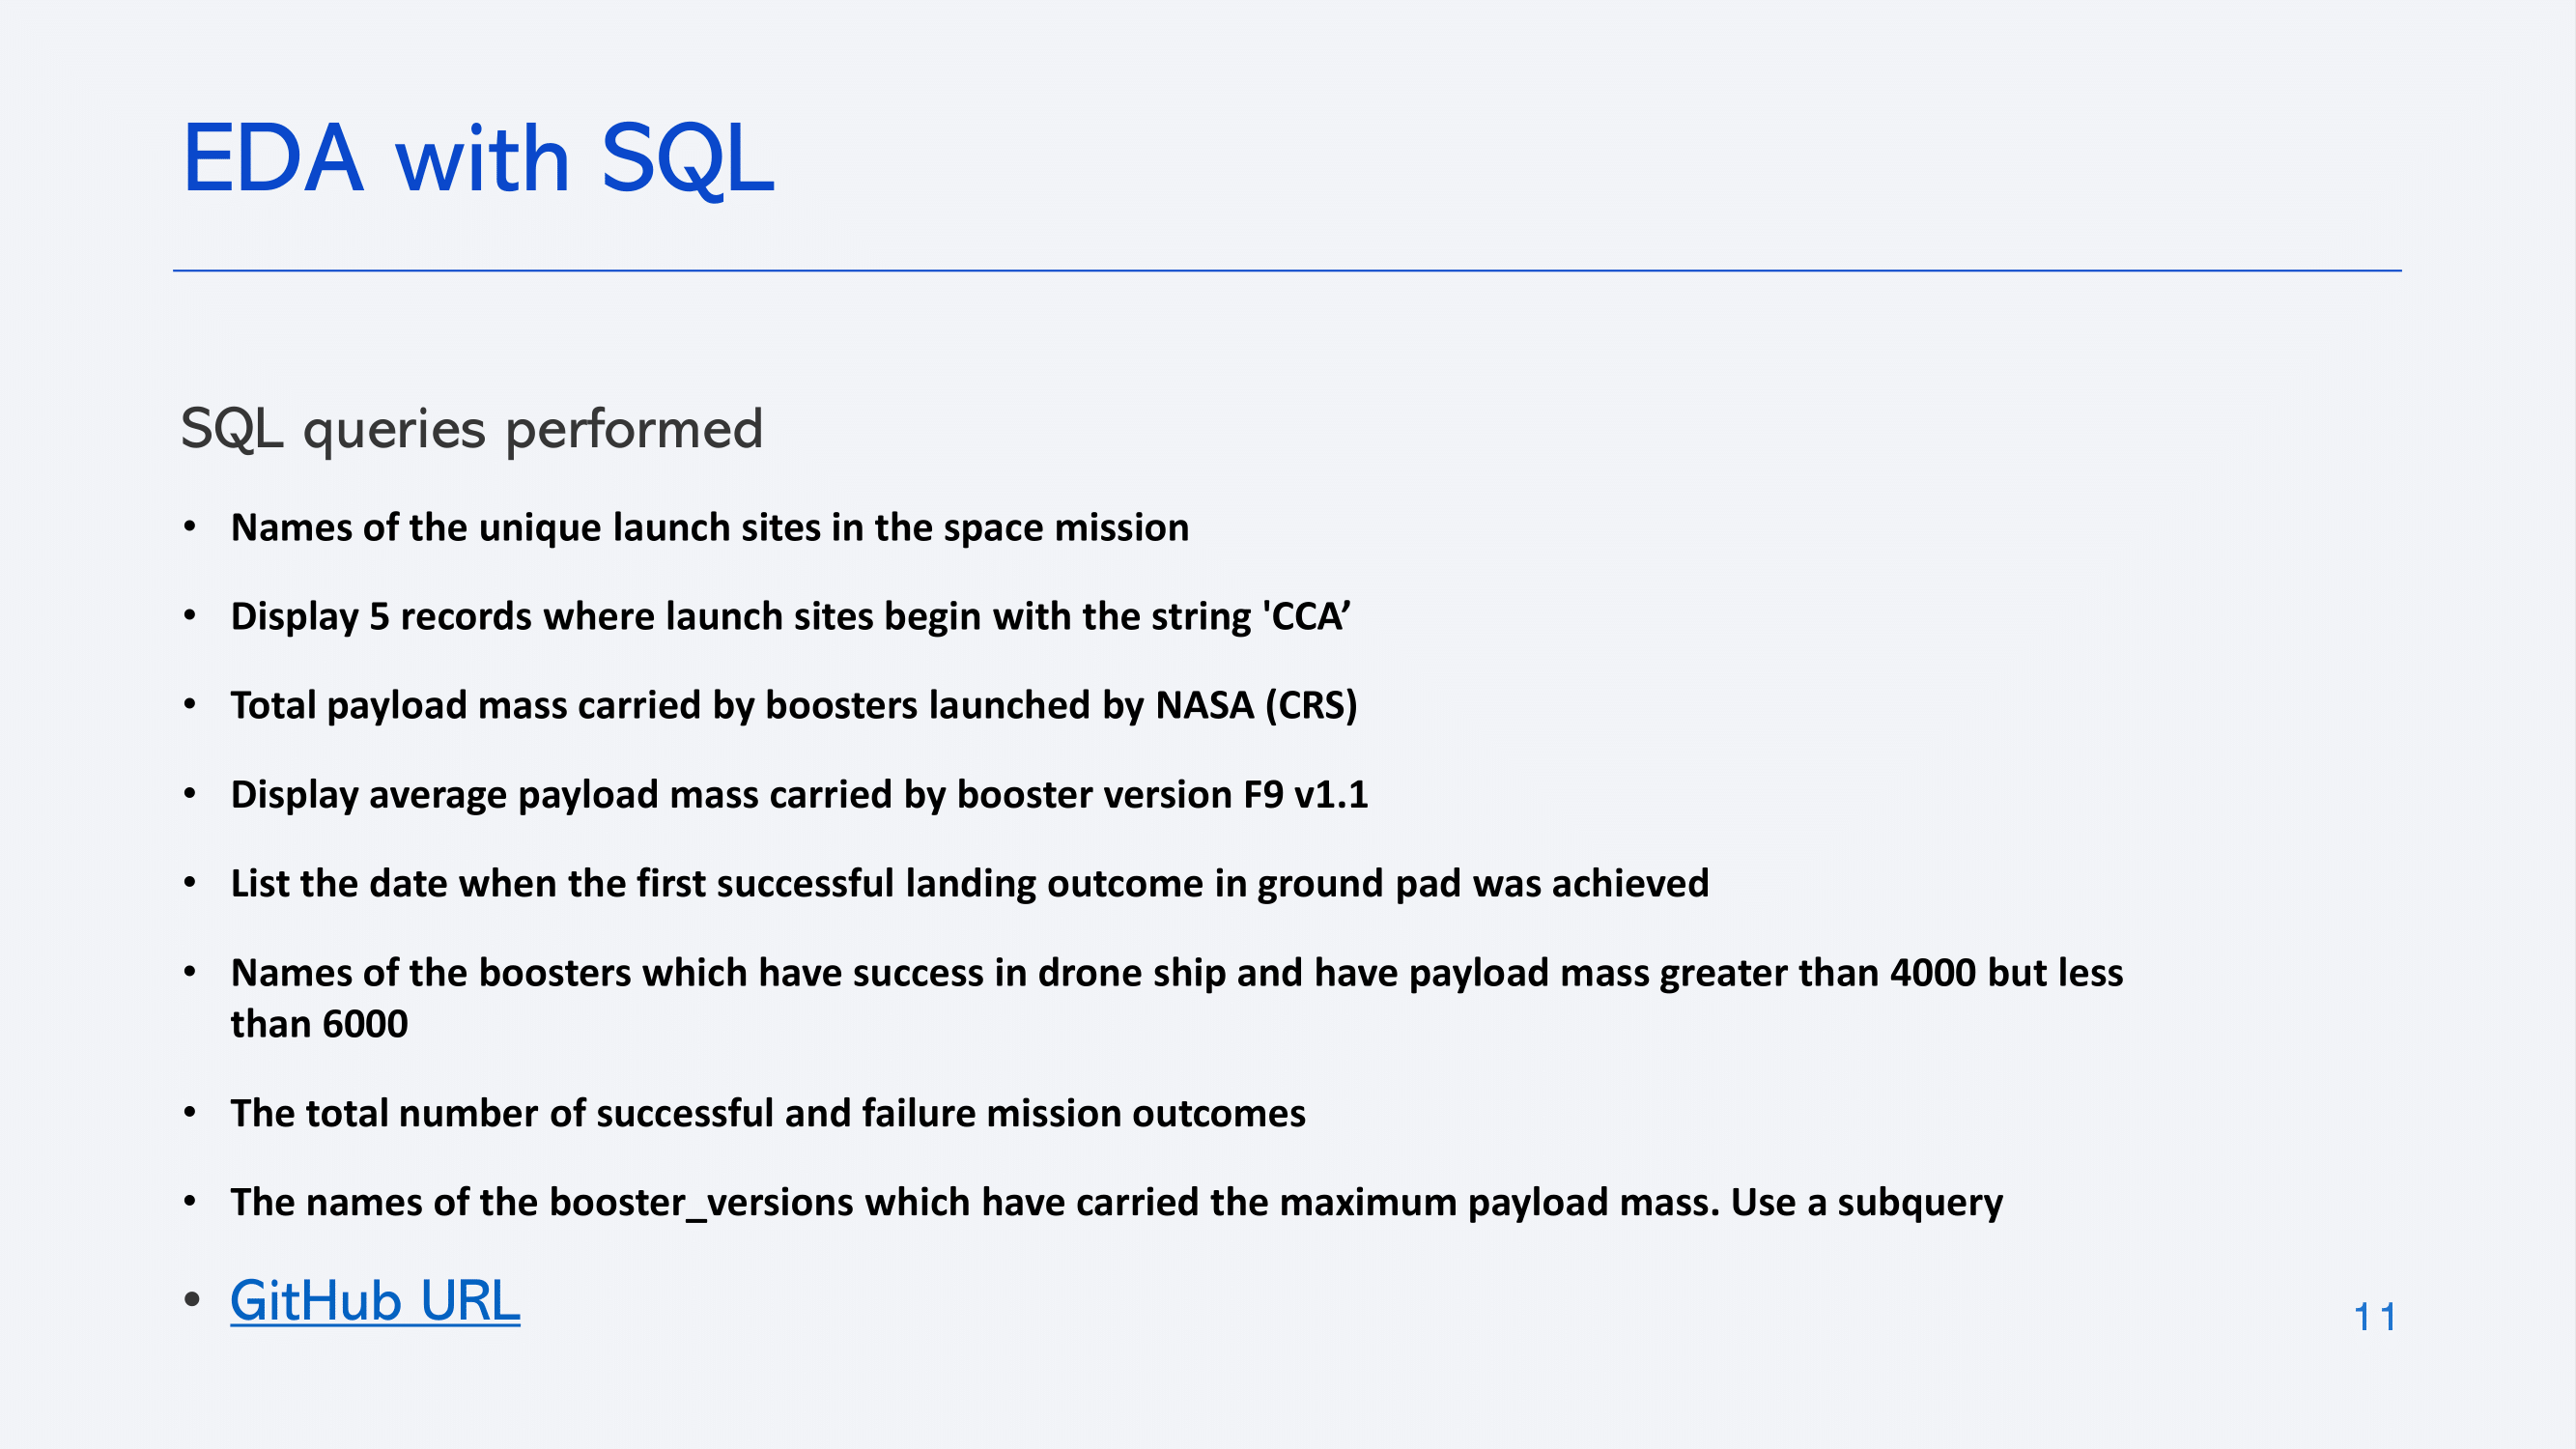 EDA with SQL
SQL queries performed
• Names of the unique launch sites in the space mission
• Display 5 records where launch sites begin with the string 'CCA’
• Total payload mass carried by boosters launched by NASA (CRS)
• Display average payload mass carried by booster version F9 v1.1
• List the date when the first successful landing outcome in ground pad was achieved
• Names of the boosters which have success in drone ship and have payload mass greater than 4000 but less
than 6000
• The total number of successful and failure mission outcomes
• The names of the booster_versions which have carried the maximum payload mass. Use a subquery
• GitHub URL
11